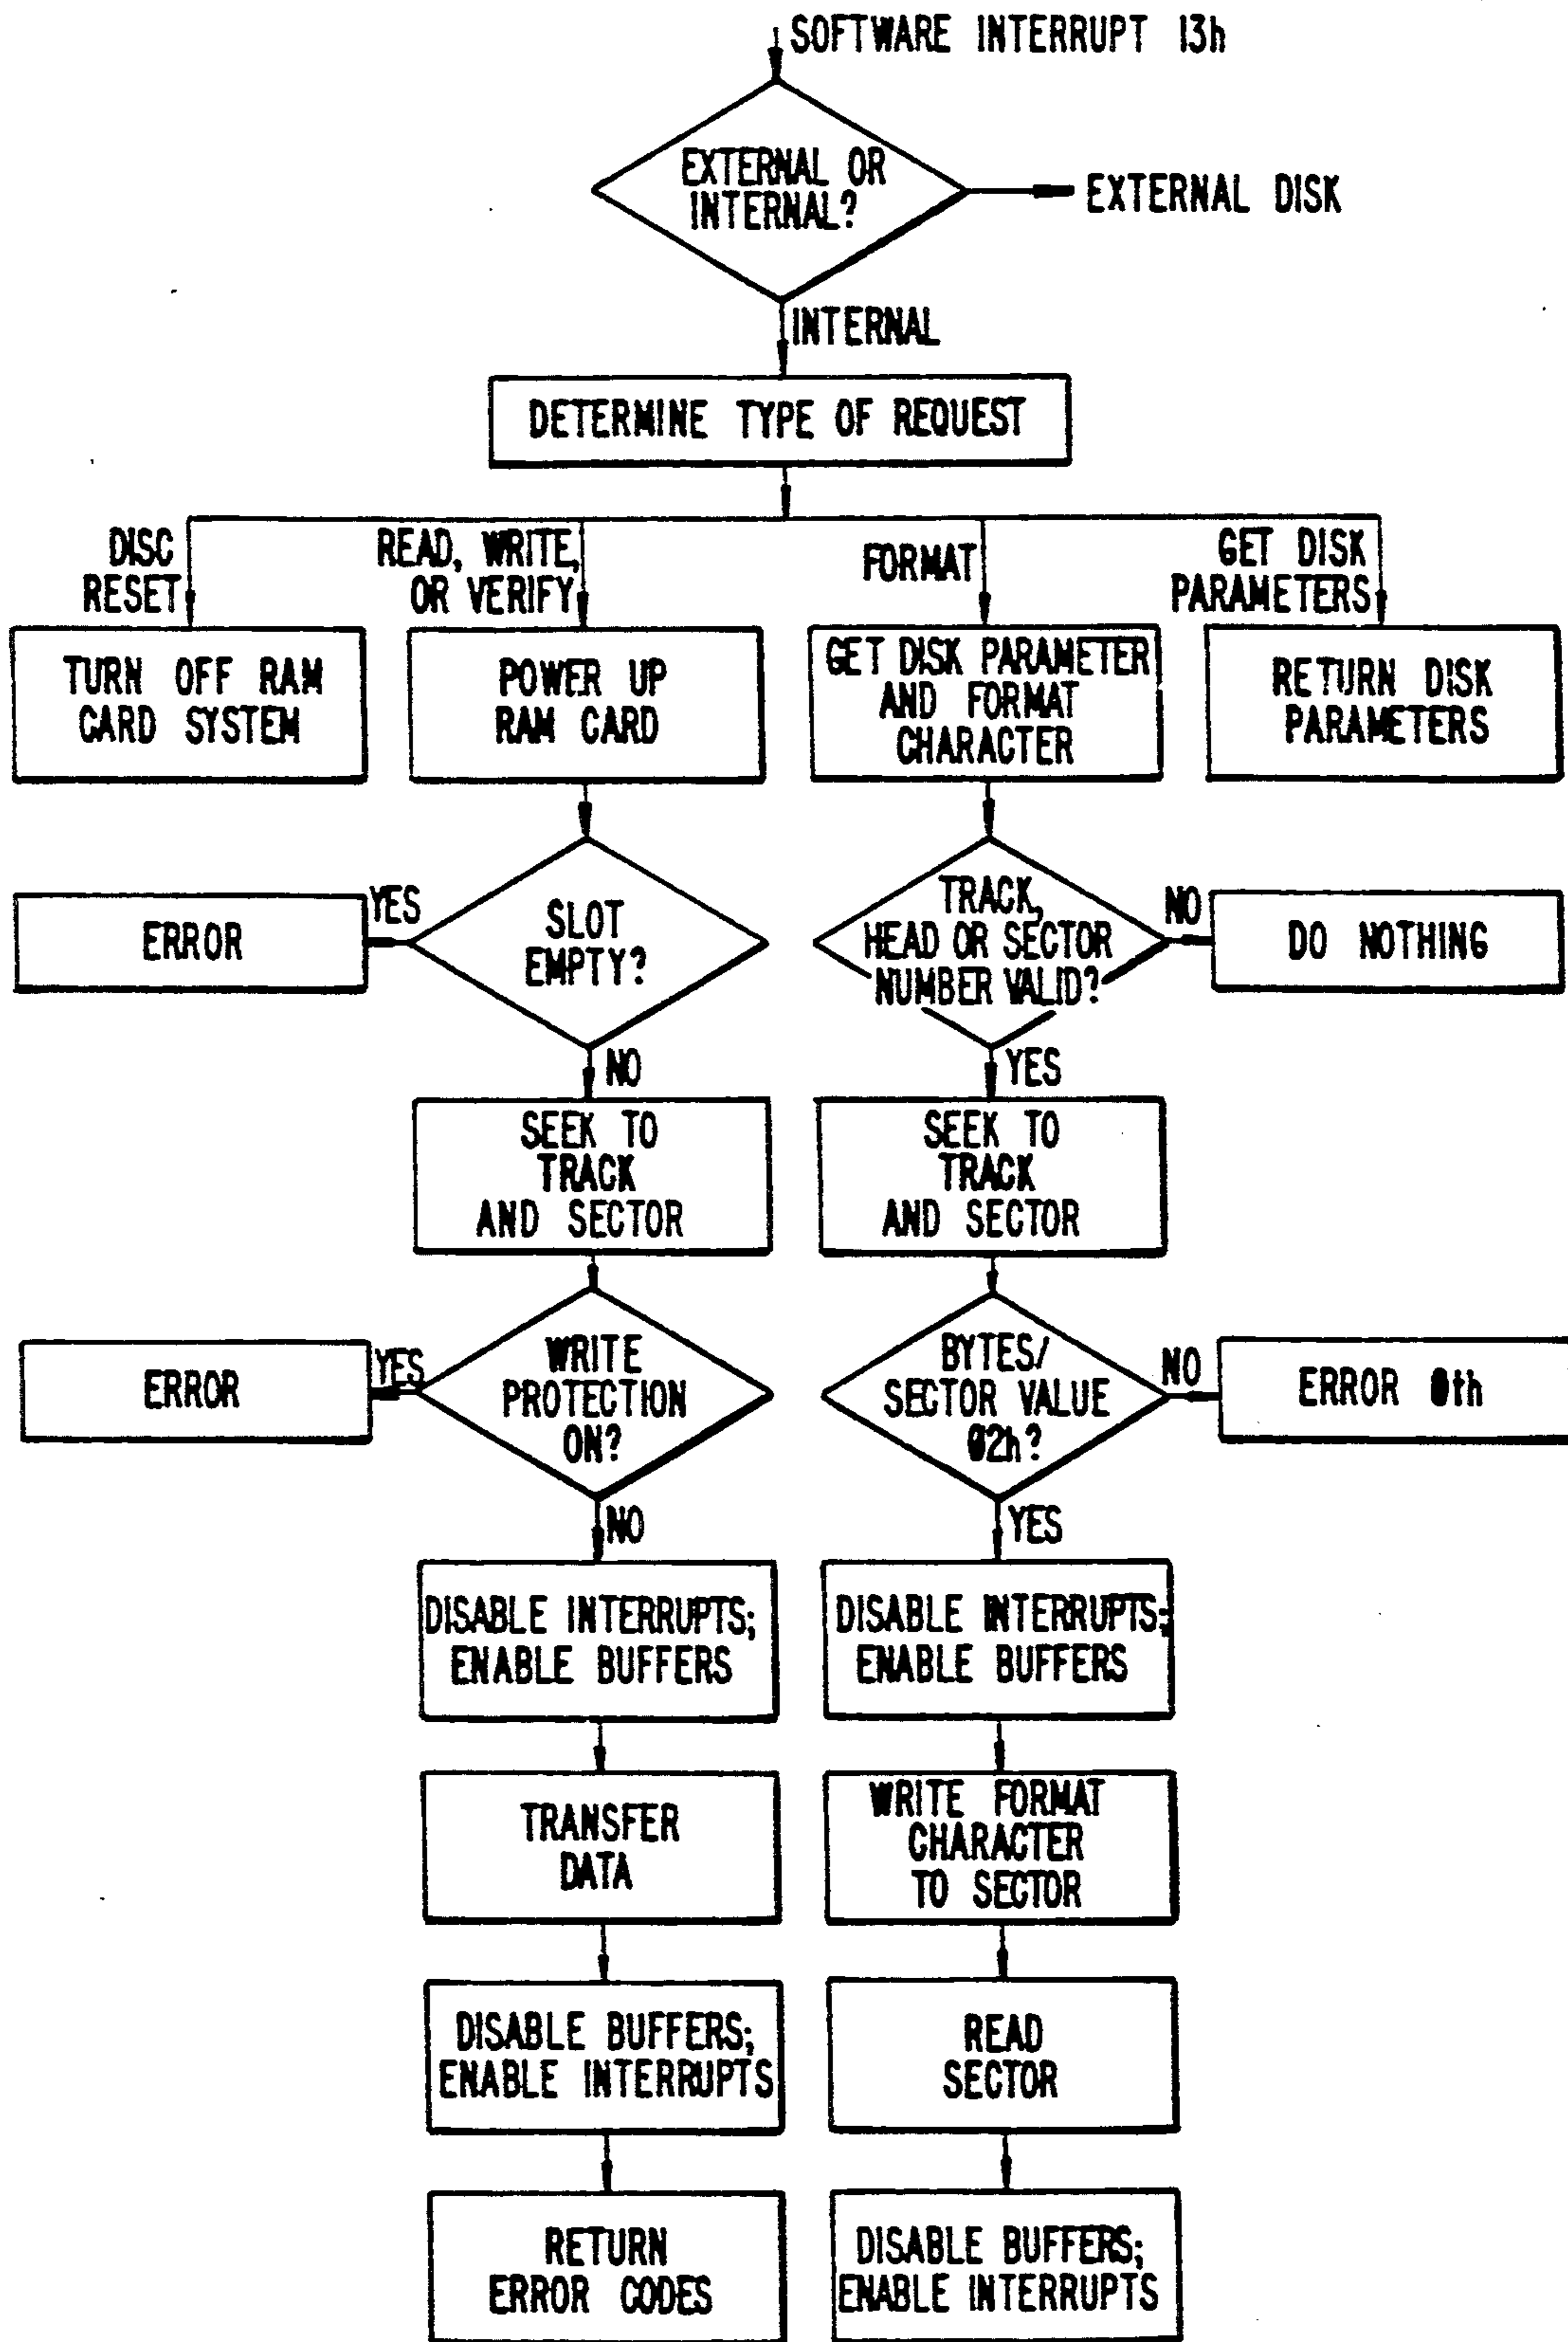 SOFTWARE INTERRUPT 13h
EXTERNAL OR
INTERNAL?
EXTERNAL DISK
INTERNAL
DETERMINE TYPE OF REQUEST
DISC
RESET
READ, WRITE,
OR VERIFY
FORMAT
GET DISK
PARAMETERS
TURN OFF RAM
CARD SYSTEM
POWER UP
RAM CARD
GET DISK PARAMETER
AND FORMAT
CHARACTER
RETURN DISK
PARAMETERS
ERROR
YES
SLOT
EMPTY?
TRACK,
HEAD OR SECTOR
NUMBER VALID?
NO
DO NOTHING
NO
YES
SEEK TO
TRACK
AND SECTOR
SEEK TO
TRACK
AND SECTOR
ERROR
YES
WRITE
PROTECTION
ON?
BYTES/
SECTOR VALUE
02h?
NO
ERROR 0th
NO
YES
DISABLE INTERRUPTS;
ENABLE BUFFERS
DISABLE INTERRUPTS;
ENABLE BUFFERS
TRANSFER
DATA
WRITE FORMAT
CHARACTER
TO SECTOR
DISABLE BUFFERS;
ENABLE INTERRUPTS
READ
SECTOR
RETURN
ERROR CODES
DISABLE BUFFERS;
ENABLE INTERRUPTS